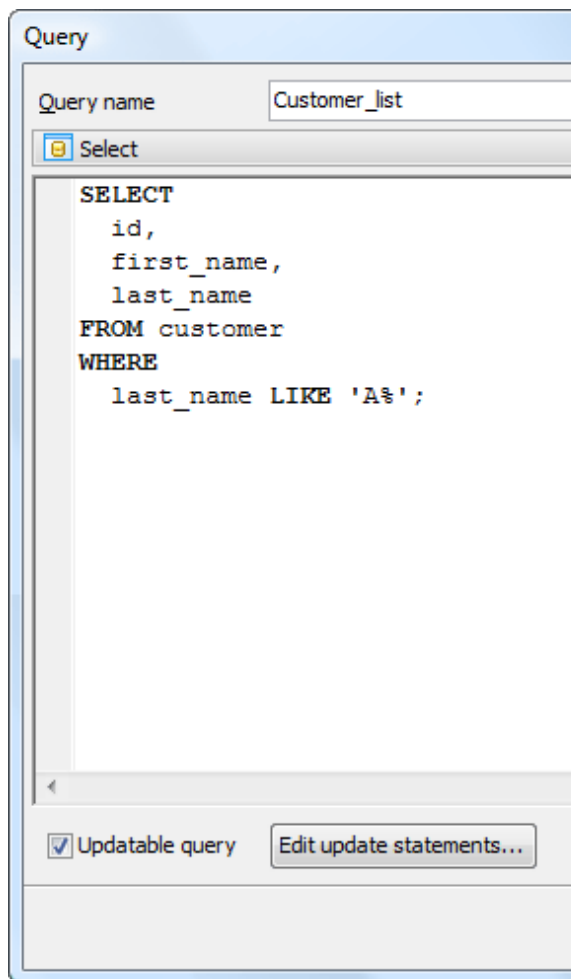 Query
Query name Customer_list
Select
SELECT
id,
first_name,
last_name
FROM customer
WHERE
last_name LIKE 'A%';
Updatable query Edit update statements...